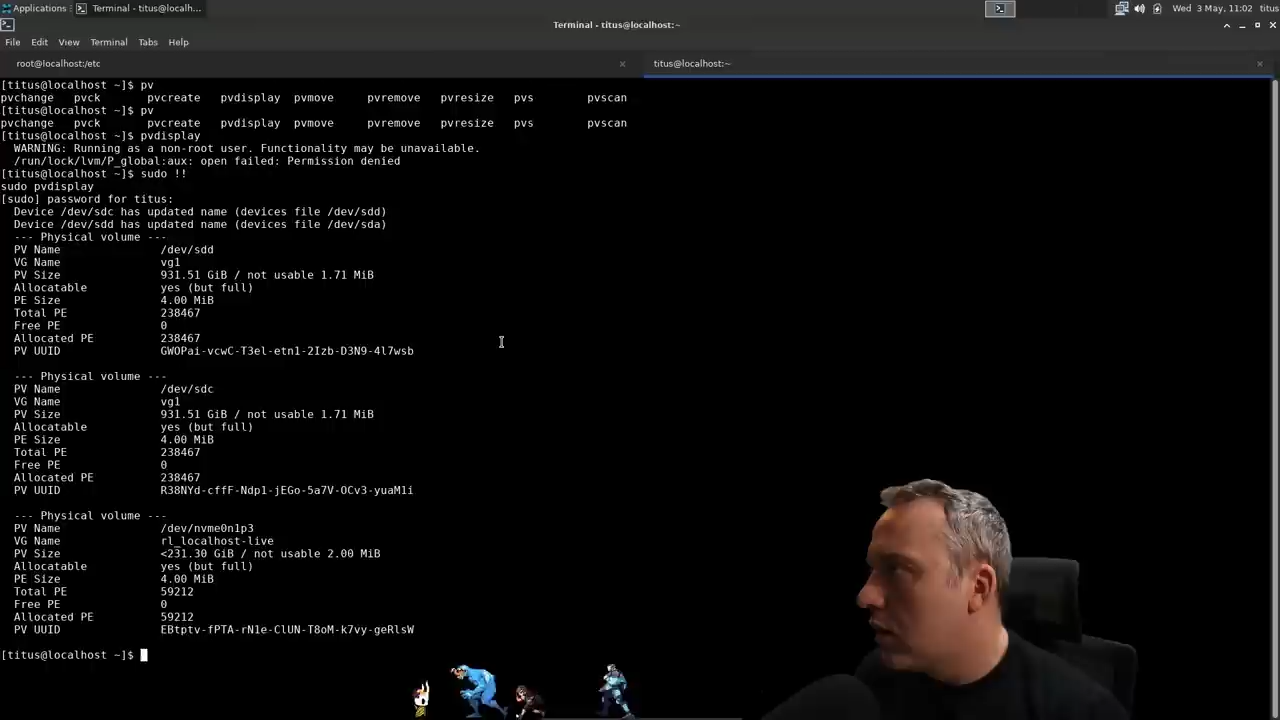 Applications
Terminal - titus@localh...
Wed 3 May, 11:02 titus
Terminal - titus@localhost:~
File Edit View Terminal Tabs Help
root@localhost:/etc
titus@localhost:~
[titus@localhost ~]$ pv
pvchange pvck pvcreate pvdisplay pvmove pvremove pvresize pvs pvscan
[titus@localhost ~]$ pv
pvchange pvck pvcreate pvdisplay pvmove pvremove pvresize pvs pvscan
[titus@localhost ~]$ pvdisplay
WARNING: Running as a non-root user. Functionality may be unavailable.
/run/lock/lvm/P_global:aux: open failed: Permission denied
[titus@localhost ~]$ sudo !!
sudo pvdisplay
[sudo] password for titus:
Device /dev/sdc has updated name (devices file /dev/sdd)
Device /dev/sdd has updated name (devices file /dev/sda)
--- Physical volume ---
PV Name /dev/sdd
VG Name vg1
PV Size 931.51 GiB / not usable 1.71 MiB
Allocatable yes (but full)
PE Size 4.00 MiB
Total PE 238467
Free PE 0
Allocated PE 238467
PV UUID GWOPai-vcwC-T3el-etn1-2Izb-D3N9-4l7wsb
--- Physical volume ---
PV Name /dev/sdc
VG Name vg1
PV Size 931.51 GiB / not usable 1.71 MiB
Allocatable yes (but full)
PE Size 4.00 MiB
Total PE 238467
Free PE 0
Allocated PE 238467
PV UUID R38NYd-cffF-Ndp1-jEGo-5a7V-OCv3-yuaM1i
--- Physical volume ---
PV Name /dev/nvme0n1p3
VG Name rl_localhost-live
PV Size <231.30 GiB / not usable 2.00 MiB
Allocatable yes (but full)
PE Size 4.00 MiB
Total PE 59212
Free PE 0
Allocated PE 59212
PV UUID EBtptv-fPTA-rN1e-ClUN-T8oM-k7vy-geRlsW
[titus@localhost ~]$